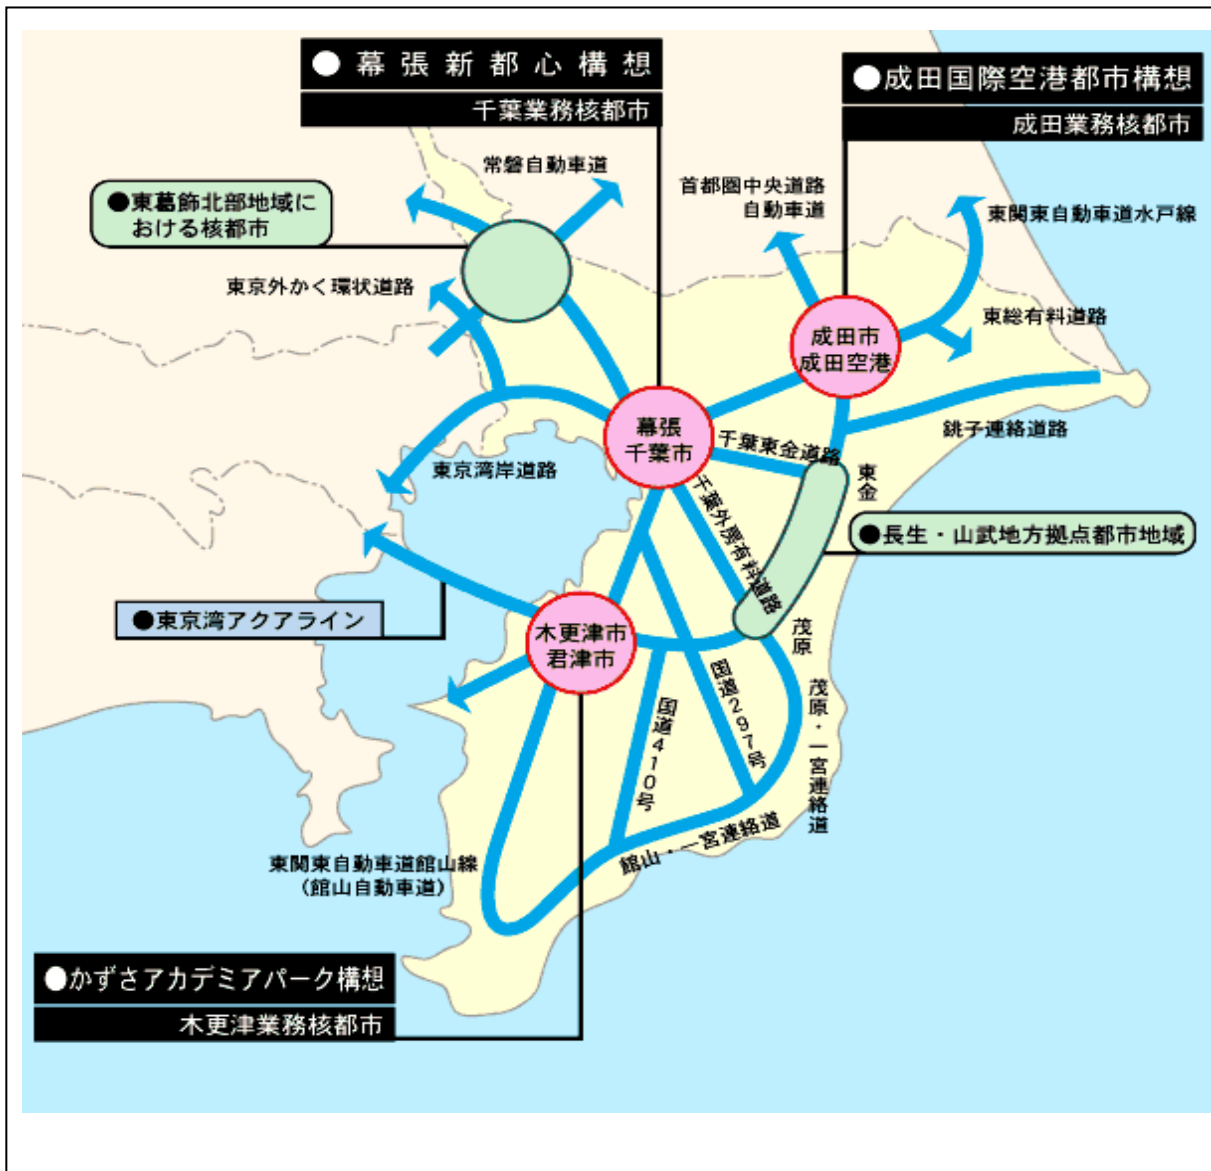 ●幕張新都心構想
千葉業務核都市
●成田国際空港都市構想
成田業務核都市
常磐自動車道
首都圏中央道路
自動車道
東関東自動車道水戸線
●東葛飾北部地域に
おける核都市
東京外かく環状道路
東総有料道路
成田市
成田空港
幕張
千葉市
千葉東金道路
銚子連絡道路
東京湾岸道路
東金
千葉外房有料道路
●長生・山武地方拠点都市地域
●東京湾アクアライン
木更津市
君津市
茂原
国道410号
国道297号
茂原・一宮連絡道
館山・一宮連絡道
東関東自動車道館山線
（館山自動車道）
●かずさアカデミアパーク構想
木更津業務核都市